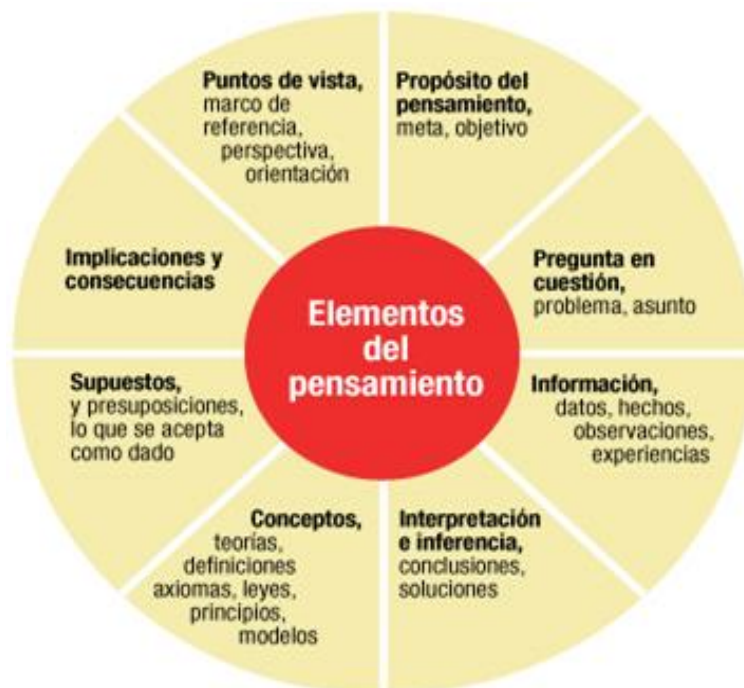 Puntos de vista,
marco de
referencia,
perspectiva,
orientación
Propósito del
pensamiento,
meta, objetivo
Pregunta en
cuestión,
problema, asunto
Información,
datos, hechos,
observaciones,
experiencias
Interpretación
e inferencia,
conclusiones,
soluciones
Conceptos,
teorías,
definiciones
axiomas, leyes,
principios,
modelos
Supuestos,
y presuposiciones,
lo que se acepta
como dado
Implicaciones y
consecuencias
Elementos
del
pensamiento